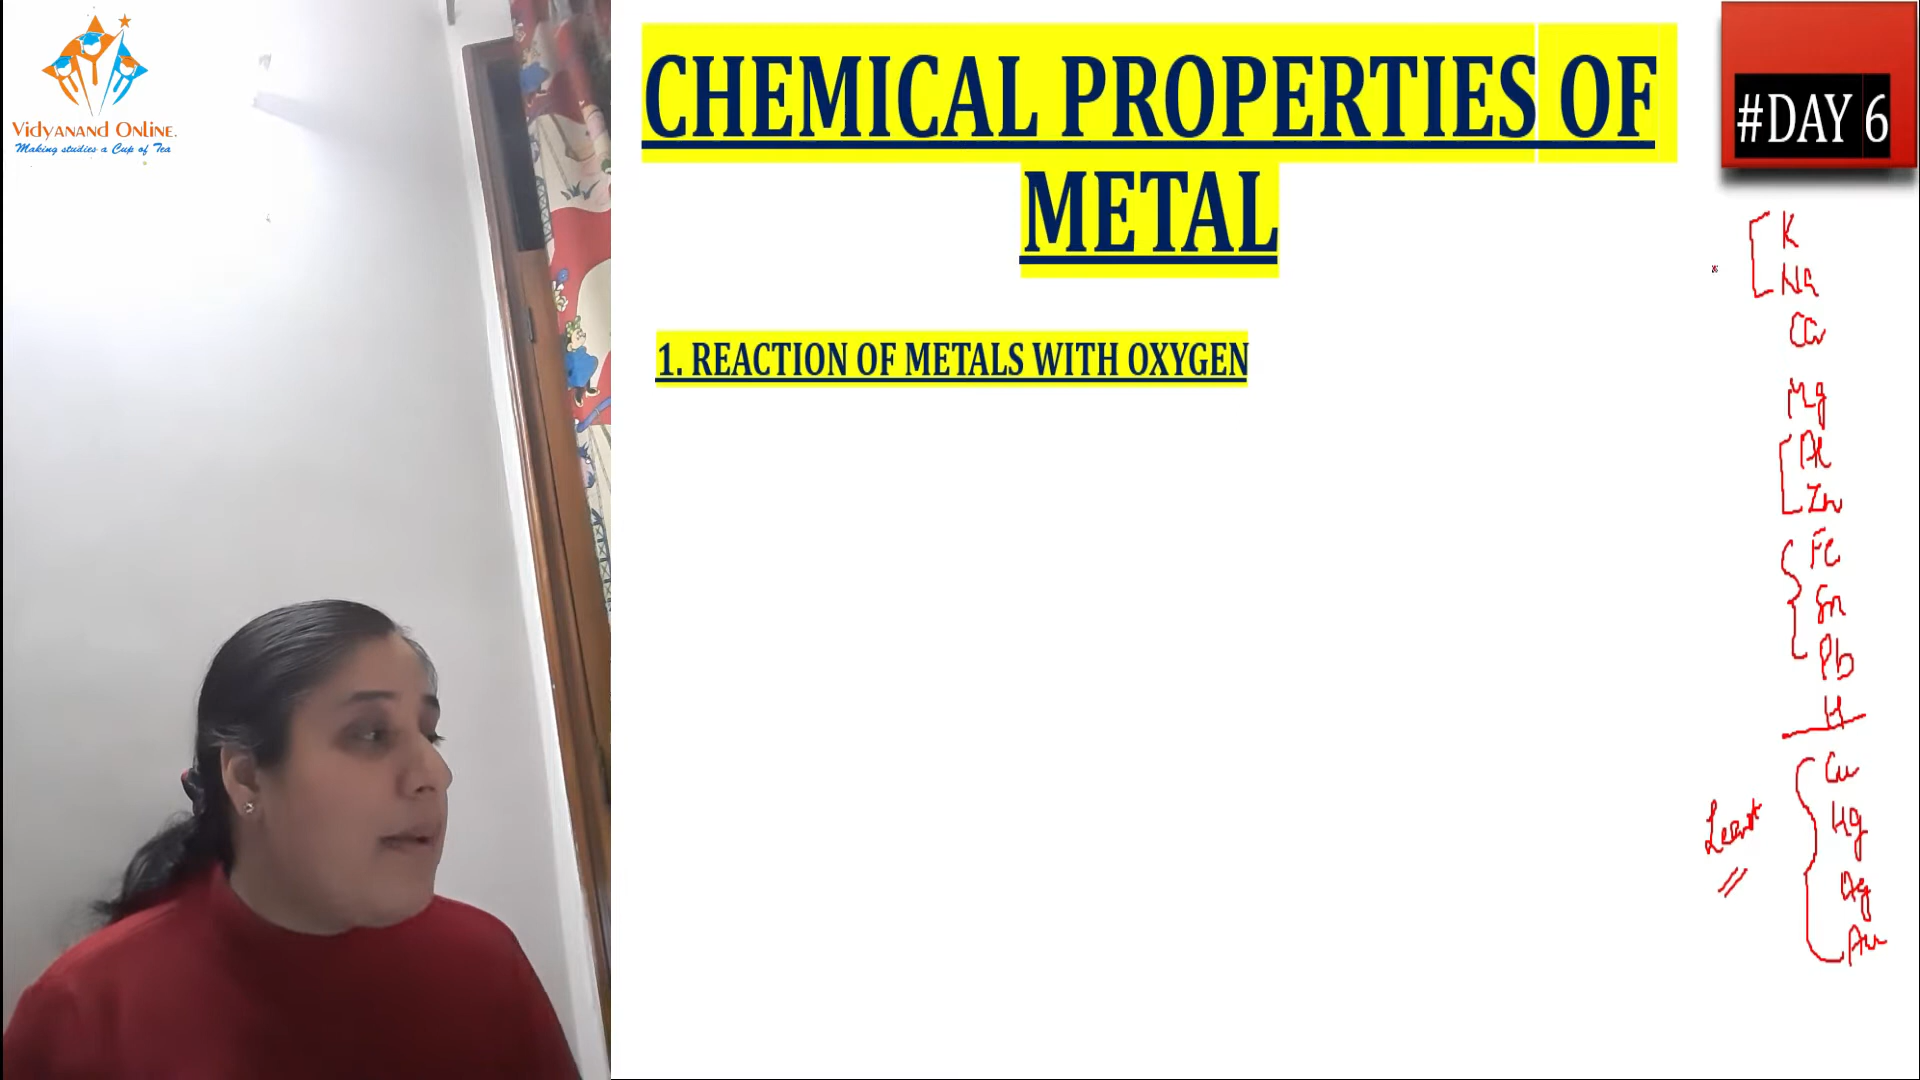 Vidyanand Online.
Making studies a Cup of Tea
CHEMICAL PROPERTIES OF
METAL
#DAY 6
1. REACTION OF METALS WITH OXYGEN
K
Na
Ca
Mg
Al
Zn
Fe
Sn
Pb
H
Cu
Hg
Ag
Au
Least